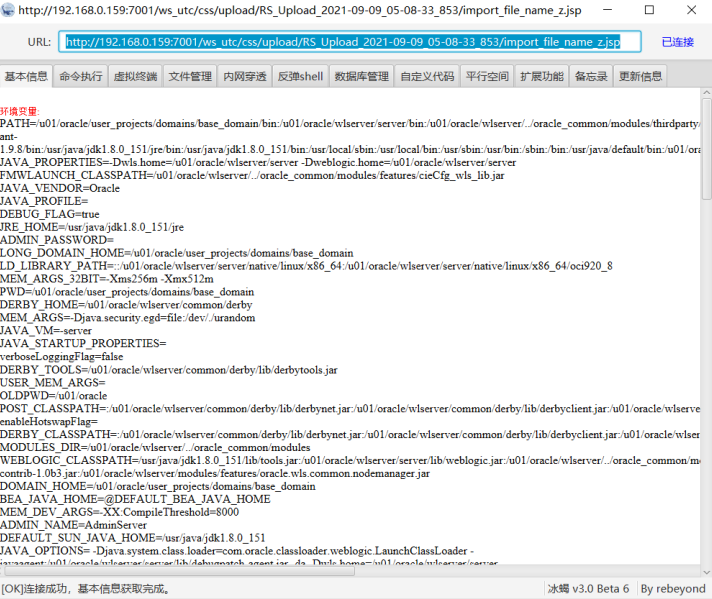 http://192.168.0.159:7001/ws_utc/css/upload/RS_Upload_2021-09-09_05-08-33_853/import_file_name_z.jsp
URL: http://192.168.0.159:7001/ws_utc/css/upload/RS_Upload_2021-09-09_05-08-33_853/import_file_name_z.jsp 已连接
基本信息 命令执行 虚拟终端 文件管理 内网穿透 反弹shell 数据库管理 自定义代码 平行空间 扩展功能 备忘录 更新信息
环境变量:
PATH=/u01/oracle/user_projects/domains/base_domain/bin:/u01/oracle/wlserver/server/bin:/u01/oracle/wlserver/../oracle_common/modules/thirdparty
ant-
1.9.8/bin:/usr/java/jdk1.8.0_151/jre/bin:/usr/java/jdk1.8.0_151/bin:/usr/local/sbin:/usr/local/bin:/usr/sbin:/usr/bin:/sbin:/bin:/usr/java/default/bin:/u01/or
JAVA_PROPERTIES=-Dwls.home=/u01/oracle/wlserver/server -Dweblogic.home=/u01/oracle/wlserver/server
FMWLAUNCH_CLASSPATH=/u01/oracle/wlserver/../oracle_common/modules/features/cieCfg_wls_lib.jar
JAVA_VENDOR=Oracle
JAVA_PROFILE=
DEBUG_FLAG=true
JRE_HOME=/usr/java/jdk1.8.0_151/jre
ADMIN_PASSWORD=
LONG_DOMAIN_HOME=/u01/oracle/user_projects/domains/base_domain
LD_LIBRARY_PATH=::/u01/oracle/wlserver/server/native/linux/x86_64:/u01/oracle/wlserver/server/native/linux/x86_64/oci920_8
MEM_ARGS_32BIT=-Xms256m -Xmx512m
PWD=/u01/oracle/user_projects/domains/base_domain
DERBY_HOME=/u01/oracle/wlserver/common/derby
MEM_ARGS=-Djava.security.egd=file:/dev/./urandom
JAVA_VM=-server
JAVA_STARTUP_PROPERTIES=
verboseLoggingFlag=false
DERBY_TOOLS=/u01/oracle/wlserver/common/derby/lib/derbytools.jar
USER_MEM_ARGS=
OLDPWD=/u01/oracle
POST_CLASSPATH=:/u01/oracle/wlserver/common/derby/lib/derbynet.jar:/u01/oracle/wlserver/common/derby/lib/derbyclient.jar:/u01/oracle/wlserve
enableHotswapFlag=
DERBY_CLASSPATH=:/u01/oracle/wlserver/common/derby/lib/derbynet.jar:/u01/oracle/wlserver/common/derby/lib/derbyclient.jar:/u01/oracle/wlser
MODULES_DIR=/u01/oracle/wlserver/../oracle_common/modules
WEBLOGIC_CLASSPATH=/usr/java/jdk1.8.0_151/lib/tools.jar:/u01/oracle/wlserver/server/lib/weblogic.jar:/u01/oracle/wlserver/../oracle_common/mo
contrib-1.0b3.jar:/u01/oracle/wlserver/modules/features/oracle.wls.common.nodemanager.jar
DOMAIN_HOME=/u01/oracle/user_projects/domains/base_domain
BEA_JAVA_HOME=@DEFAULT_BEA_JAVA_HOME
MEM_DEV_ARGS=-XX:CompileThreshold=8000
ADMIN_NAME=AdminServer
DEFAULT_SUN_JAVA_HOME=/usr/java/jdk1.8.0_151
JAVA_OPTIONS= -Djava.system.class.loader=com.oracle.classloader.weblogic.LaunchClassLoader -
javaagent:/u01/oracle/wlserver/server/lib/debugpatch-agent.jar -da -Dwls.home=/u01/oracle/wlserver/server
[OK]连接成功，基本信息获取完成。 冰蝎 v3.0 Beta 6 By rebeyond